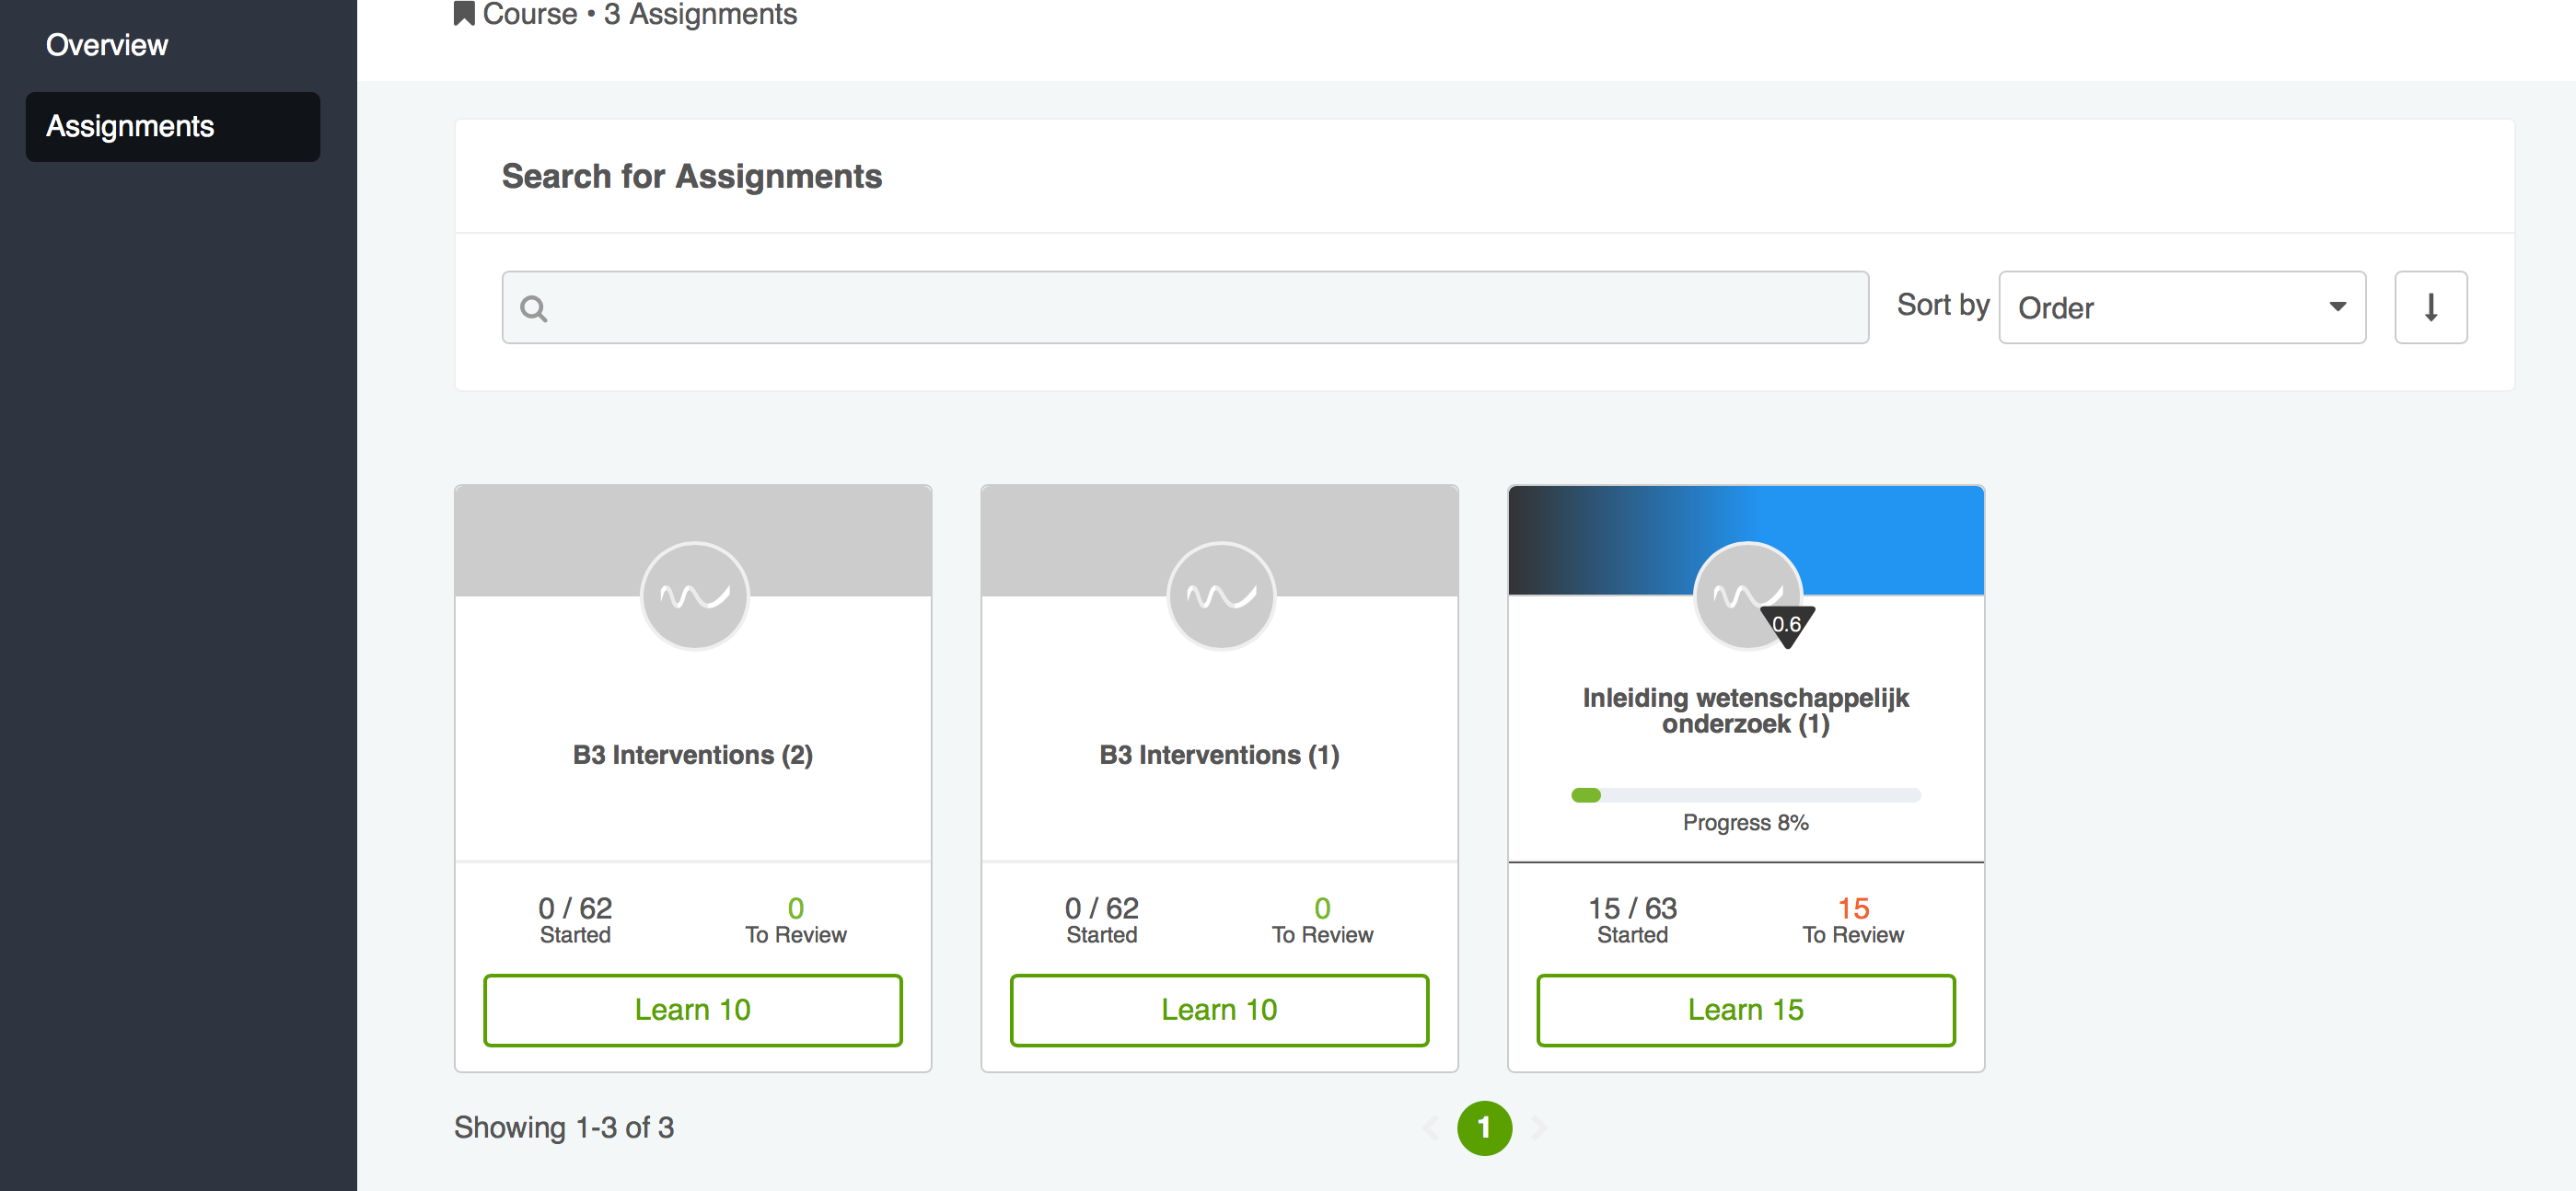 Overview
Assignments
Course • 3 Assignments
Search for Assignments
Sort by
Order
B3 Interventions (2)
0 / 62
Started
0
To Review
Learn 10
B3 Interventions (1)
0 / 62
Started
0
To Review
Learn 10
0.6
Inleiding wetenschappelijk
onderzoek (1)
Progress 8%
15 / 63
Started
15
To Review
Learn 15
Showing 1-3 of 3
1